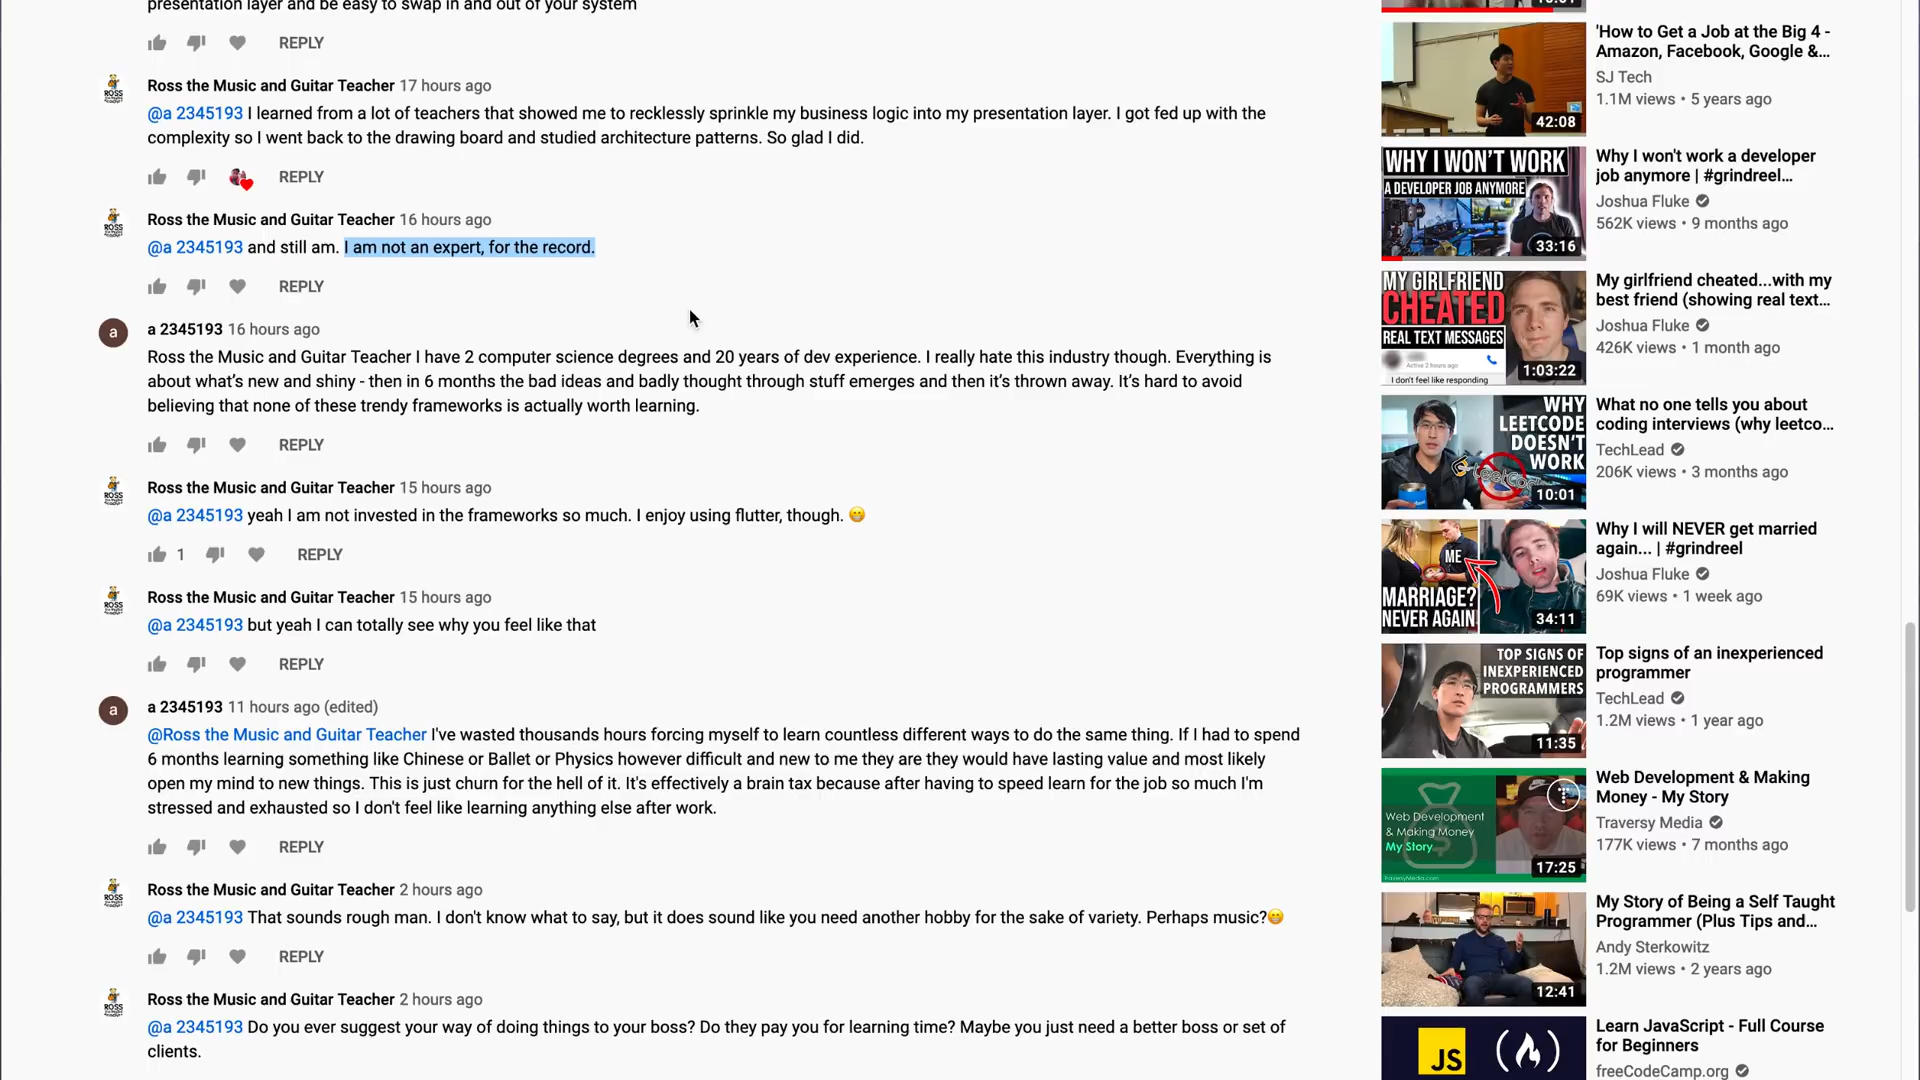 presentation layer and be easy to swap in and out of your system
REPLY
Ross the Music and Guitar Teacher 17 hours ago
@a 2345193 I learned from a lot of teachers that showed me to recklessly sprinkle my business logic into my presentation layer. I got fed up with the
complexity so I went back to the drawing board and studied architecture patterns. So glad I did.
REPLY
Ross the Music and Guitar Teacher 16 hours ago
@a 2345193 and still am. I am not an expert, for the record.
REPLY
a
a 2345193 16 hours ago
Ross the Music and Guitar Teacher I have 2 computer science degrees and 20 years of dev experience. I really hate this industry though. Everything is
about what’s new and shiny - then in 6 months the bad ideas and badly thought through stuff emerges and then it’s thrown away. It’s hard to avoid
believing that none of these trendy frameworks is actually worth learning.
REPLY
Ross the Music and Guitar Teacher 15 hours ago
@a 2345193 yeah I am not invested in the frameworks so much. I enjoy using flutter, though. 😁
1 REPLY
Ross the Music and Guitar Teacher 15 hours ago
@a 2345193 but yeah I can totally see why you feel like that
REPLY
a
a 2345193 11 hours ago (edited)
@Ross the Music and Guitar Teacher I've wasted thousands hours forcing myself to learn countless different ways to do the same thing. If I had to spend
6 months learning something like Chinese or Ballet or Physics however difficult and new to me they are they would have lasting value and most likely
open my mind to new things. This is just churn for the hell of it. It's effectively a brain tax because after having to speed learn for the job so much I'm
stressed and exhausted so I don't feel like learning anything else after work.
REPLY
Ross the Music and Guitar Teacher 2 hours ago
@a 2345193 That sounds rough man. I don't know what to say, but it does sound like you need another hobby for the sake of variety. Perhaps music?😁
REPLY
Ross the Music and Guitar Teacher 2 hours ago
@a 2345193 Do you ever suggest your way of doing things to your boss? Do they pay you for learning time? Maybe you just need a better boss or set of
clients.
42:08
'How to Get a Job at the Big 4 -
Amazon, Facebook, Google &...
SJ Tech
1.1M views • 5 years ago
WHY I WON'T WORK
A DEVELOPER JOB ANYMORE
33:16
Why I won't work a developer
job anymore | #grindreel...
Joshua Fluke
562K views • 9 months ago
MY GIRLFRIEND
CHEATED
REAL TEXT MESSAGES
Active 2 hours ago
I don't feel like responding
1:03:22
My girlfriend cheated...with my
best friend (showing real text...
Joshua Fluke
426K views • 1 month ago
WHY
LEETCODE
DOESN'T
WORK
10:01
What no one tells you about
coding interviews (why leetco...
TechLead
206K views • 3 months ago
ME
MARRIAGE?
NEVER AGAIN
34:11
Why I will NEVER get married
again... | #grindreel
Joshua Fluke
69K views • 1 week ago
TOP SIGNS OF
INEXPERIENCED
PROGRAMMERS
11:35
Top signs of an inexperienced
programmer
TechLead
1.2M views • 1 year ago
Web Development
& Making Money
My Story
17:25
Web Development & Making
Money - My Story
Traversy Media
177K views • 7 months ago
12:41
My Story of Being a Self Taught
Programmer (Plus Tips and...
Andy Sterkowitz
1.2M views • 2 years ago
JS
Learn JavaScript - Full Course
for Beginners
freeCodeCamp.org